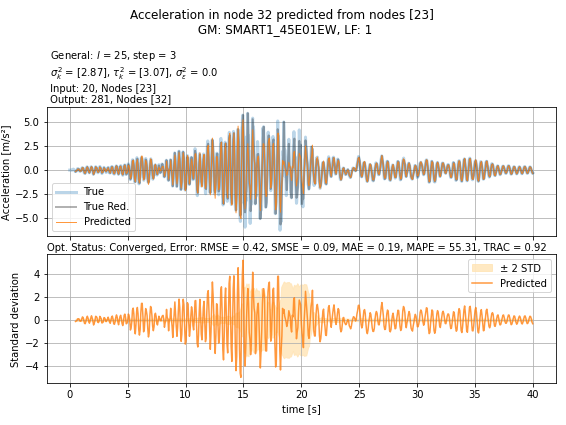 Acceleration in node 32 predicted from nodes [23]
GM: SMART1_45E01EW, LF: 1
General: l = 25, step = 3
σ²ₖ = [2.87], τ²ₖ = [3.07], σ²ε = 0.0
Input: 20, Nodes [23]
Output: 281, Nodes [32]
Acceleration [m/s²]
5.0
2.5
0.0
−2.5
−5.0
True
True Red.
Predicted
Opt. Status: Converged, Error: RMSE = 0.42, SMSE = 0.09, MAE = 0.19, MAPE = 55.31, TRAC = 0.92
Standard deviation
4
2
0
−2
−4
± 2 STD
Predicted
0 5 10 15 20 25 30 35 40
time [s]